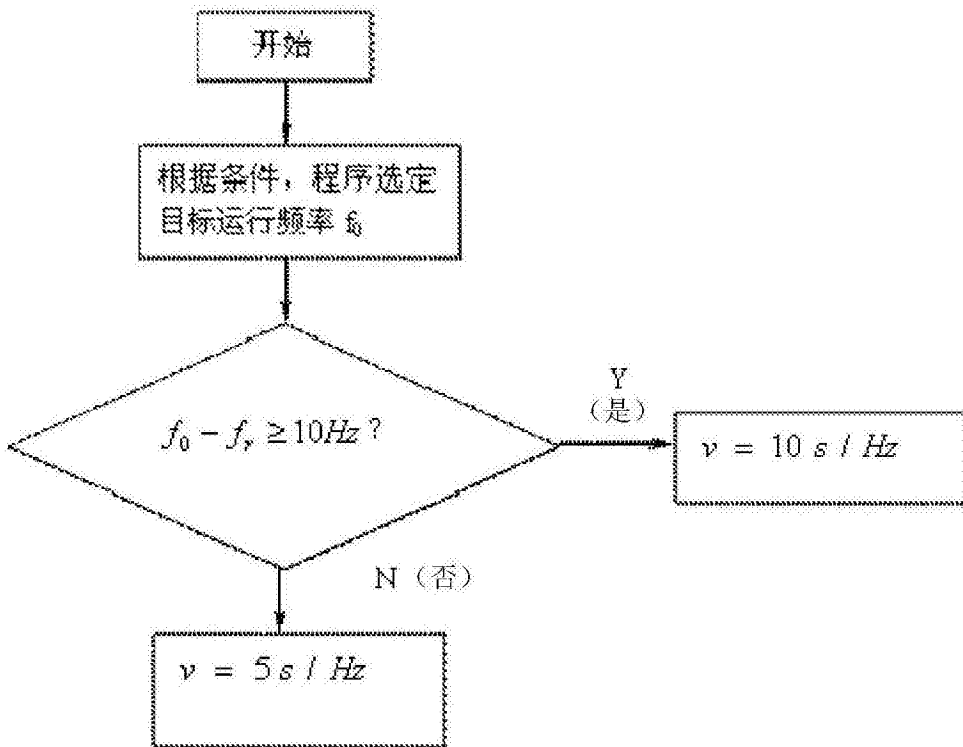 开始
根据条件，程序选定
目标运行频率 f₀
f₀ − fᵣ ≥ 10Hz ?
Y
（是）
v = 10 s / Hz
N（否）
v = 5 s / Hz